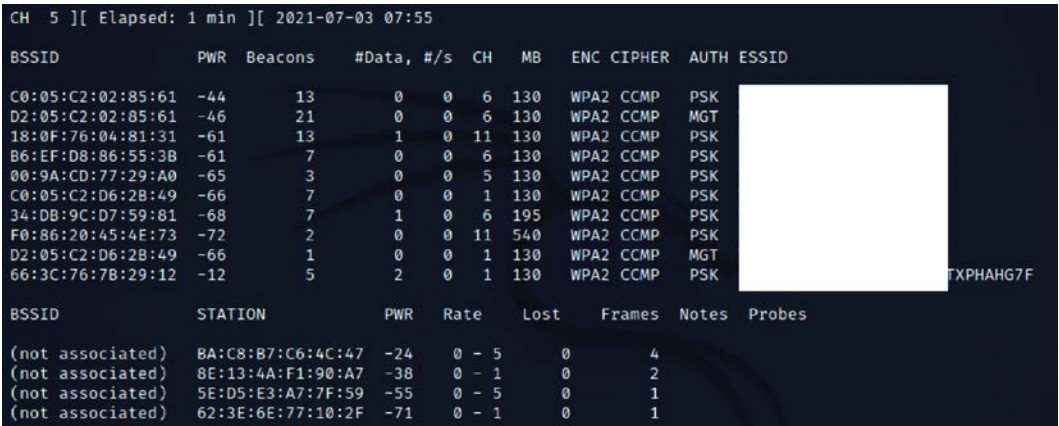 CH 5 ][ Elapsed: 1 min ][ 2021-07-03 07:55
BSSID PWR Beacons #Data, #/s CH MB ENC CIPHER AUTH ESSID
C0:05:C2:02:85:61 -44 13 0 0 6 130 WPA2 CCMP PSK
D2:05:C2:02:85:61 -46 21 0 0 6 130 WPA2 CCMP MGT
18:0F:76:04:81:31 -61 13 1 0 11 130 WPA2 CCMP PSK
B6:EF:D8:86:55:3B -61 7 0 0 6 130 WPA2 CCMP PSK
00:9A:CD:77:29:A0 -65 3 0 0 5 130 WPA2 CCMP PSK
C0:05:C2:D6:2B:49 -66 7 0 0 1 130 WPA2 CCMP PSK
34:DB:9C:D7:59:81 -68 7 1 0 6 195 WPA2 CCMP PSK
F0:86:20:45:4E:73 -72 2 0 0 11 540 WPA2 CCMP PSK
D2:05:C2:D6:2B:49 -66 1 0 0 1 130 WPA2 CCMP MGT
66:3C:76:7B:29:12 -12 5 2 0 1 130 WPA2 CCMP PSK TXPHAHG7F
BSSID STATION PWR Rate Lost Frames Notes Probes
(not associated) BA:C8:B7:C6:4C:47 -24 0 - 5 0 4
(not associated) 8E:13:4A:F1:90:A7 -38 0 - 1 0 2
(not associated) 5E:D5:E3:A7:7F:59 -55 0 - 5 0 1
(not associated) 62:3E:6E:77:10:2F -71 0 - 1 0 1